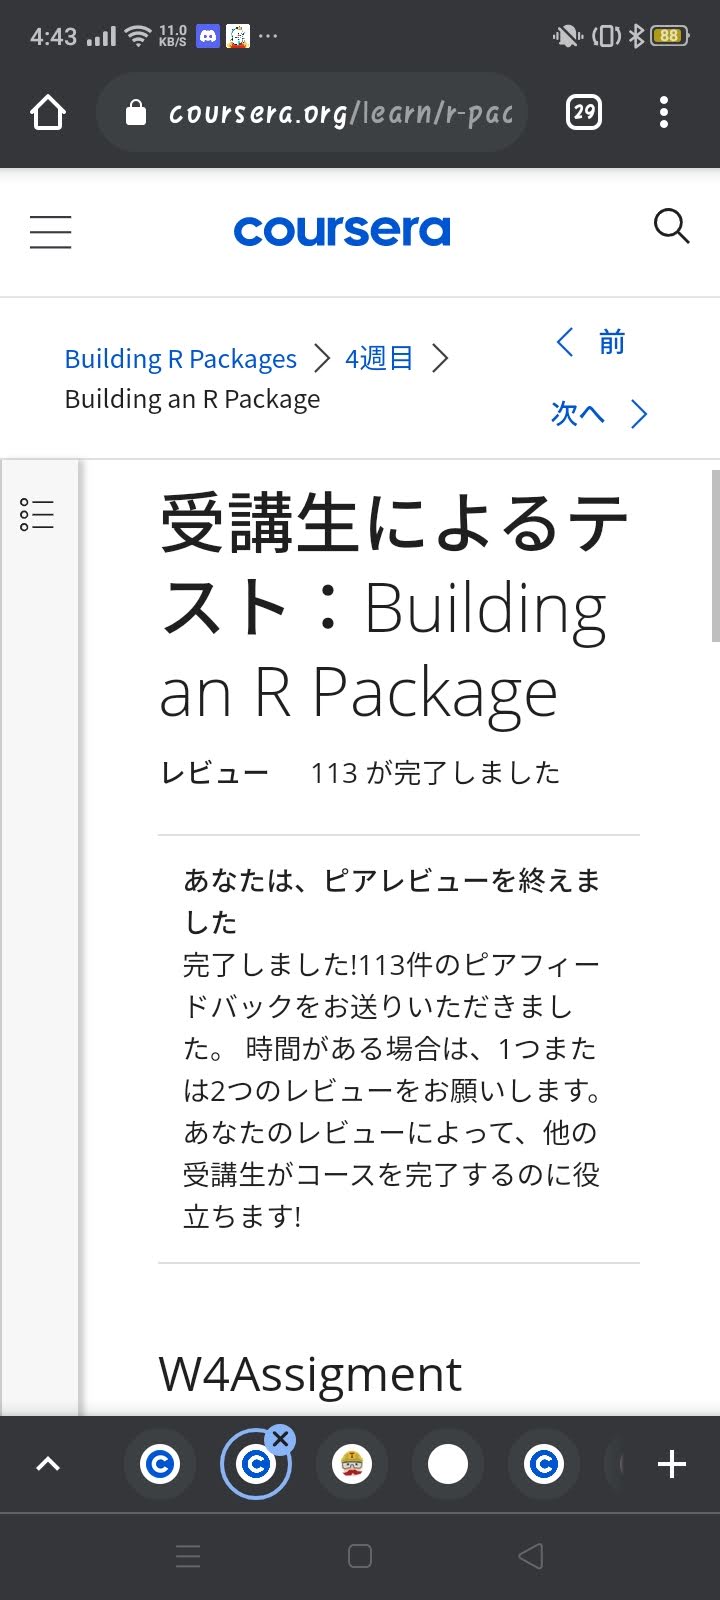 4:43 11.0 KB/S 88
coursera.org/learn/r-pac 29
coursera
Building R Packages 4週目
Building an R Package
前
次へ
受講生によるテ
スト：Building
an R Package
レビュー 113 が完了しました
あなたは、ピアレビューを終えま
した
完了しました!113件のピアフィー
ドバックをお送りいただきまし
た。 時間がある場合は、1つまた
は2つのレビューをお願いします。
あなたのレビューによって、他の
受講生がコースを完了するのに役
立ちます!
W4Assigment